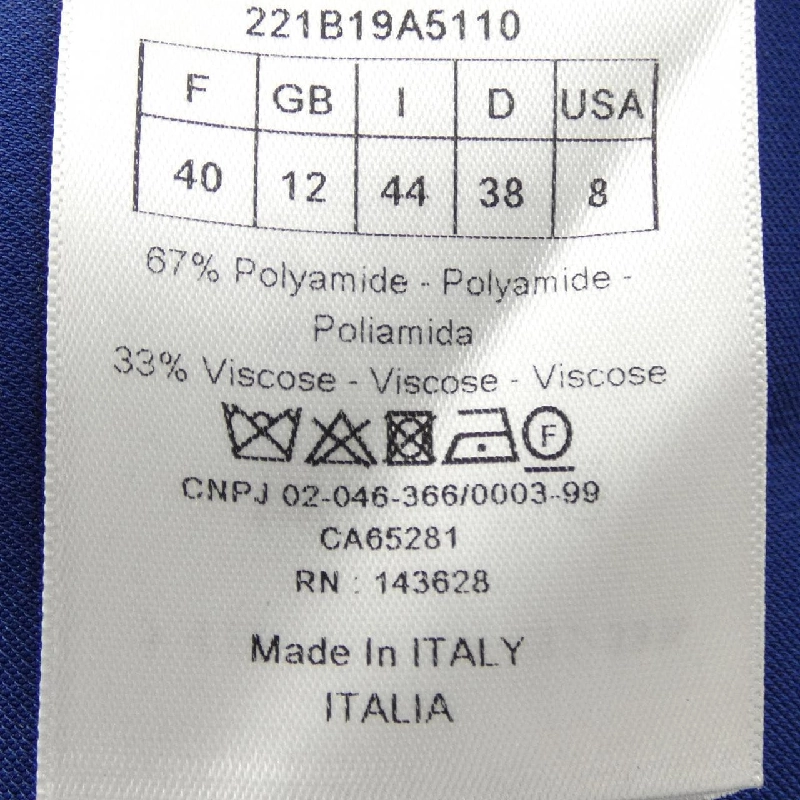 221B19A5110
F GB I D USA
40 12 44 38 8
67% Polyamide - Polyamide -
Poliamida
33% Viscose - Viscose - Viscose
F
CNPJ 02-046-366/0003-99
CA65281
RN : 143628
Made In ITALY
ITALIA